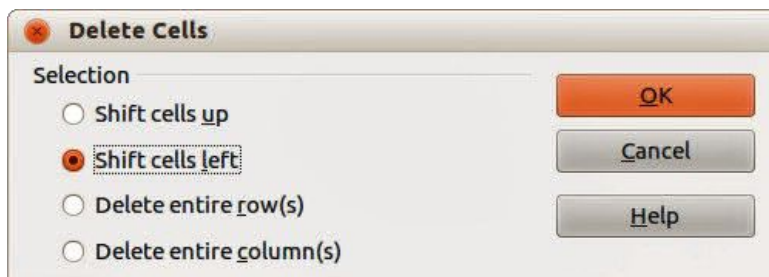 Delete Cells
Selection
Shift cells up
Shift cells left
Delete entire row(s)
Delete entire column(s)
OK
Cancel
Help